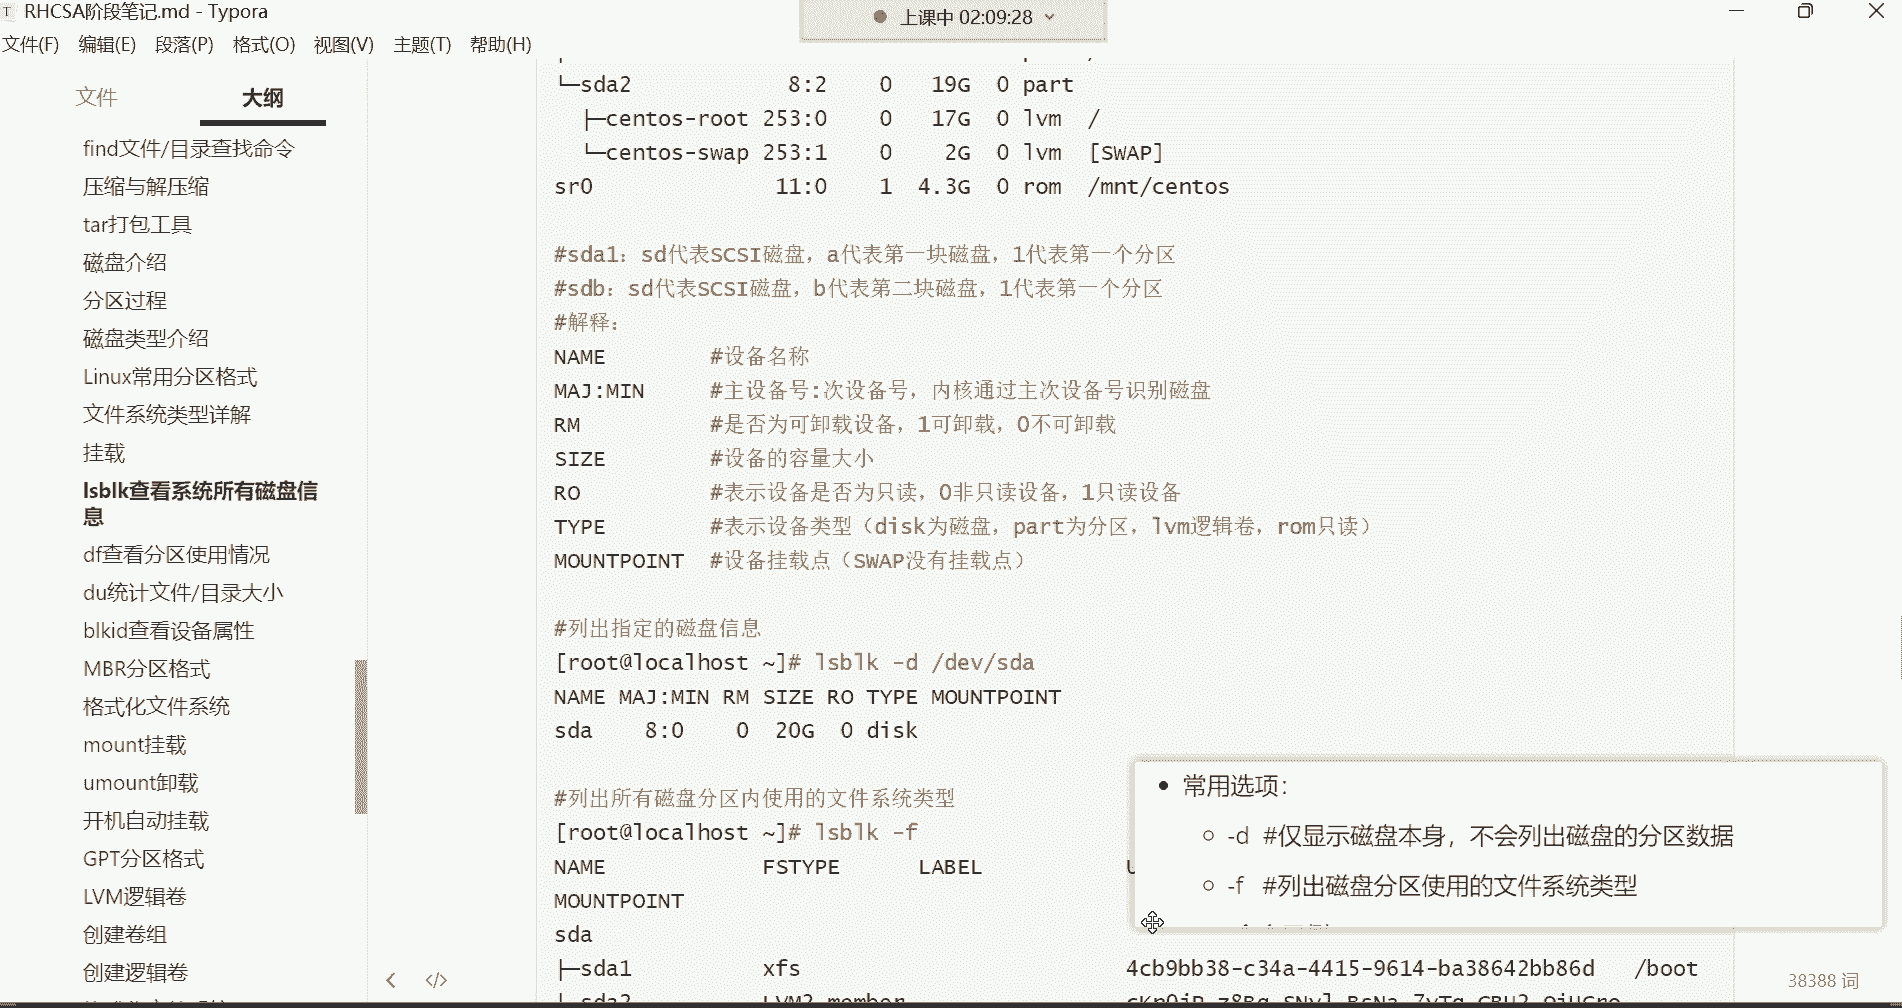 RHCSA阶段笔记.md - Typora
上课中 02:09:28
文件(F) 编辑(E) 段落(P) 格式(O) 视图(V) 主题(T) 帮助(H)
文件 大纲
find文件/目录查找命令
压缩与解压缩
tar打包工具
磁盘介绍
分区过程
磁盘类型介绍
Linux常用分区格式
文件系统类型详解
挂载
lsblk查看系统所有磁盘信
息
df查看分区使用情况
du统计文件/目录大小
blkid查看设备属性
MBR分区格式
格式化文件系统
mount挂载
umount卸载
开机自动挂载
GPT分区格式
LVM逻辑卷
创建卷组
创建逻辑卷
└─sda2 8:2 0 19G 0 part
├─centos-root 253:0 0 17G 0 lvm /
└─centos-swap 253:1 0 2G 0 lvm [SWAP]
sr0 11:0 1 4.3G 0 rom /mnt/centos
#sda1：sd代表SCSI磁盘，a代表第一块磁盘，1代表第一个分区
#sdb：sd代表SCSI磁盘，b代表第二块磁盘，1代表第一个分区
#解释：
NAME #设备名称
MAJ:MIN #主设备号:次设备号，内核通过主次设备号识别磁盘
RM #是否为可卸载设备，1可卸载，0不可卸载
SIZE #设备的容量大小
RO #表示设备是否为只读，0非只读设备，1只读设备
TYPE #表示设备类型（disk为磁盘，part为分区，lvm逻辑卷，rom只读）
MOUNTPOINT #设备挂载点（SWAP没有挂载点）
#列出指定的磁盘信息
[root@localhost ~]# lsblk -d /dev/sda
NAME MAJ:MIN RM SIZE RO TYPE MOUNTPOINT
sda 8:0 0 20G 0 disk
#列出所有磁盘分区内使用的文件系统类型
[root@localhost ~]# lsblk -f
NAME FSTYPE LABEL
MOUNTPOINT
sda
├─sda1 xfs 4cb9bb38-c34a-4415-9614-ba38642bb86d /boot
常用选项：
-d #仅显示磁盘本身，不会列出磁盘的分区数据
-f #列出磁盘分区使用的文件系统类型
38388 词